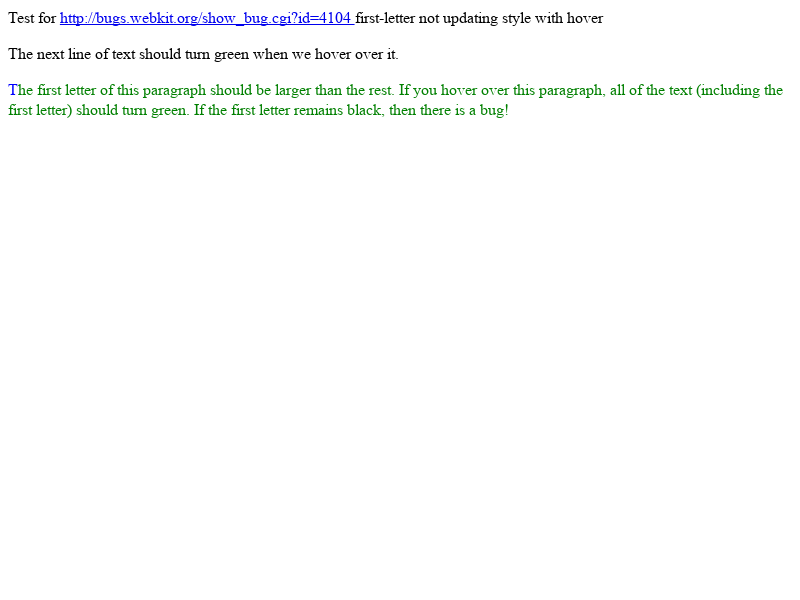 Test for http://bugs.webkit.org/show_bug.cgi?id=4104 first-letter not updating style with hover
The next line of text should turn green when we hover over it.
The first letter of this paragraph should be larger than the rest. If you hover over this paragraph, all of the text (including the
first letter) should turn green. If the first letter remains black, then there is a bug!